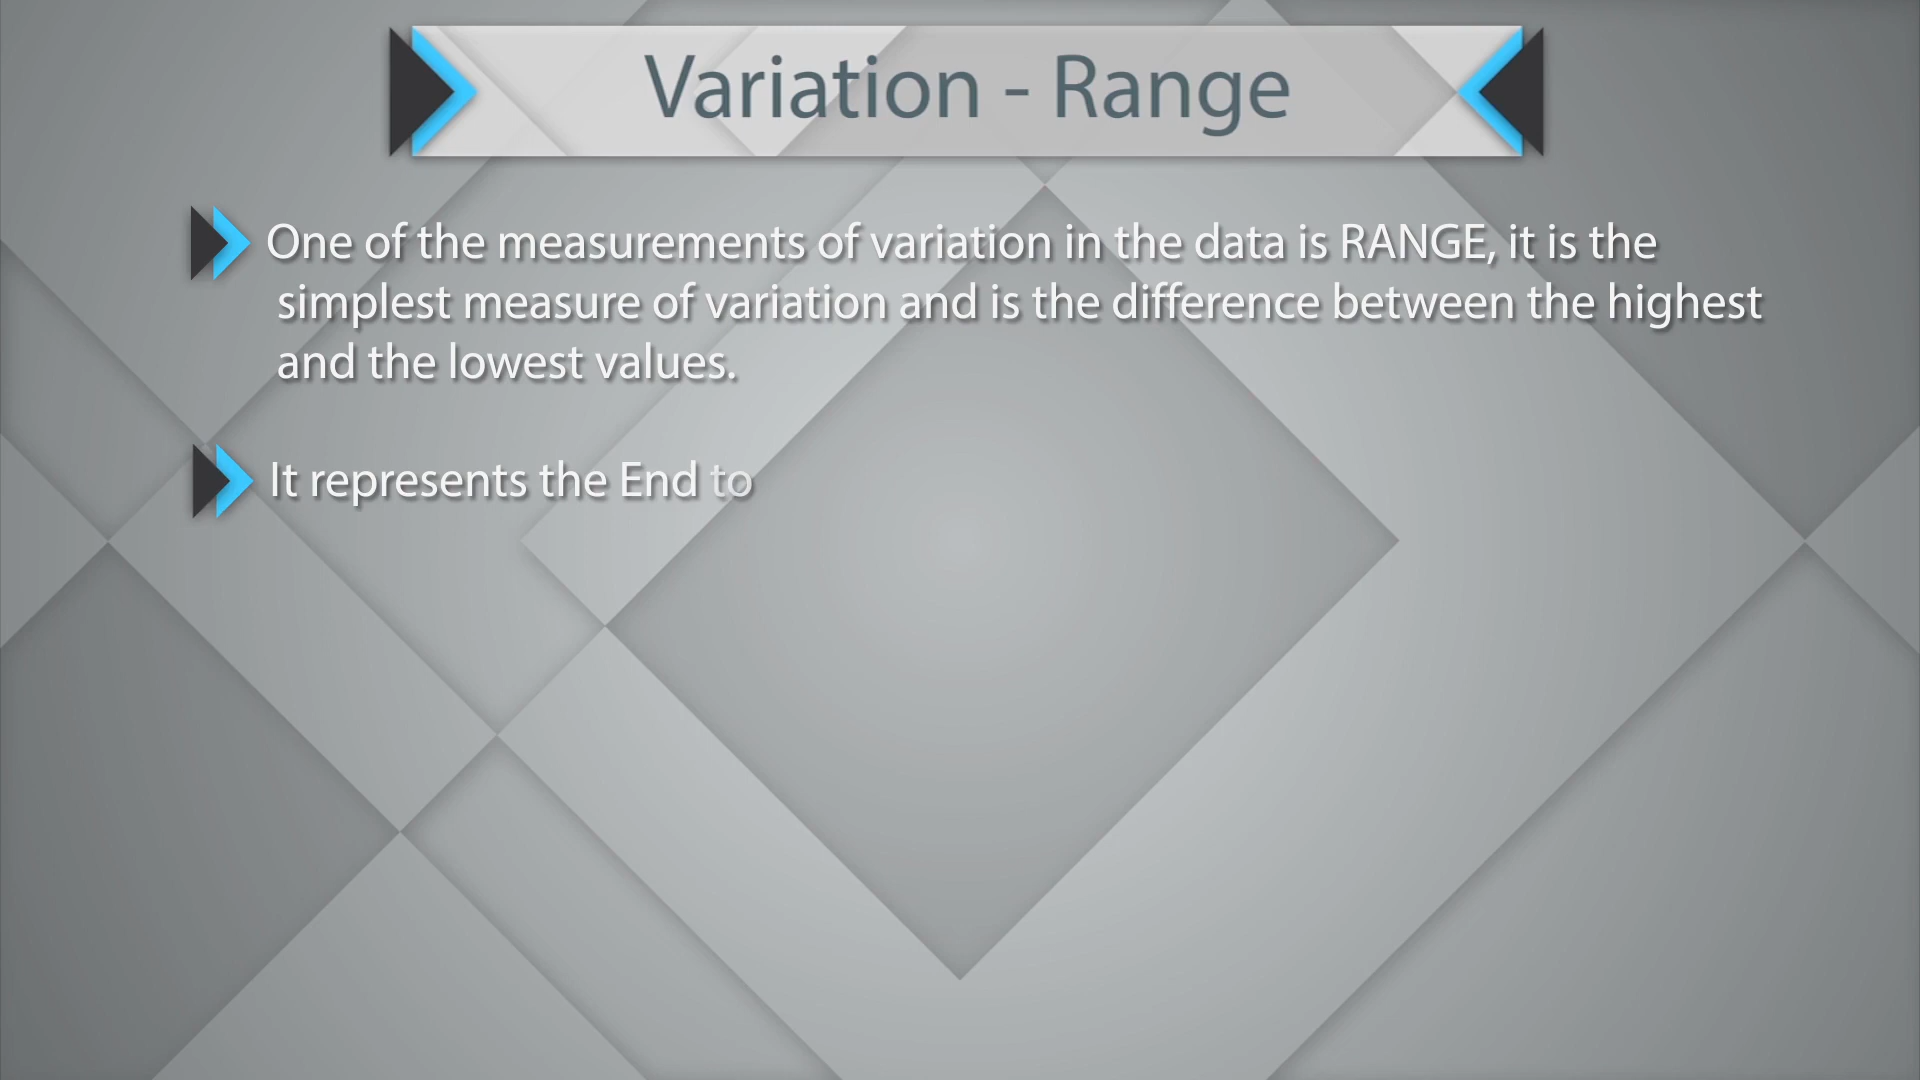 Variation - Range
One of the measurements of variation in the data is RANGE, it is the
simplest measure of variation and is the difference between the highest
and the lowest values.
It represents the End to